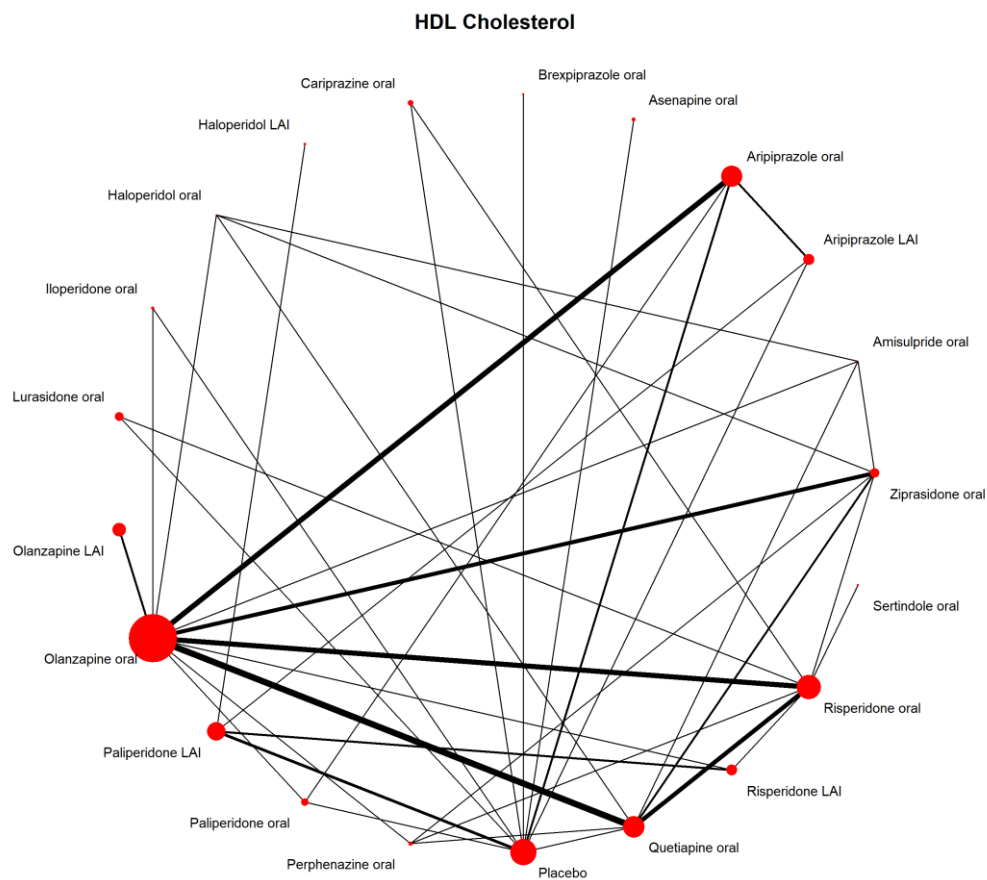 HDL Cholesterol
Brexpiprazole oral
Cariprazine oral
Asenapine oral
Haloperidol LAI
Aripiprazole oral
Haloperidol oral
Aripiprazole LAI
Iloperidone oral
Amisulpride oral
Lurasidone oral
Ziprasidone oral
Olanzapine LAI
Sertindole oral
Olanzapine oral
Risperidone oral
Paliperidone LAI
Risperidone LAI
Paliperidone oral
Quetiapine oral
Perphenazine oral
Placebo